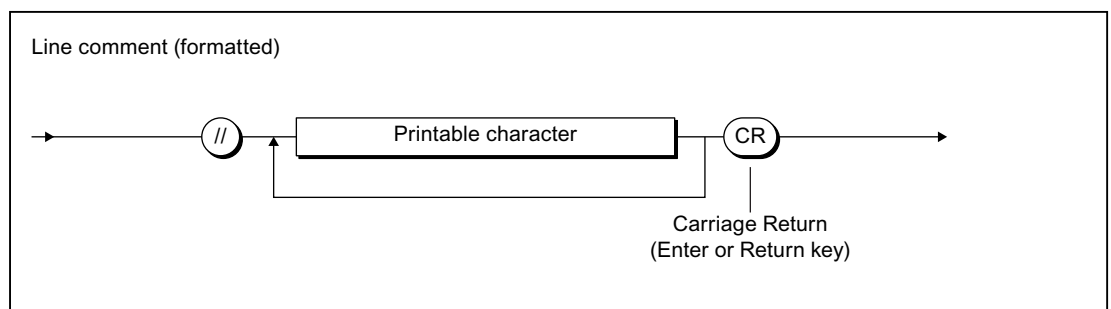 Line comment (formatted)
// Printable character CR
Carriage Return
(Enter or Return key)